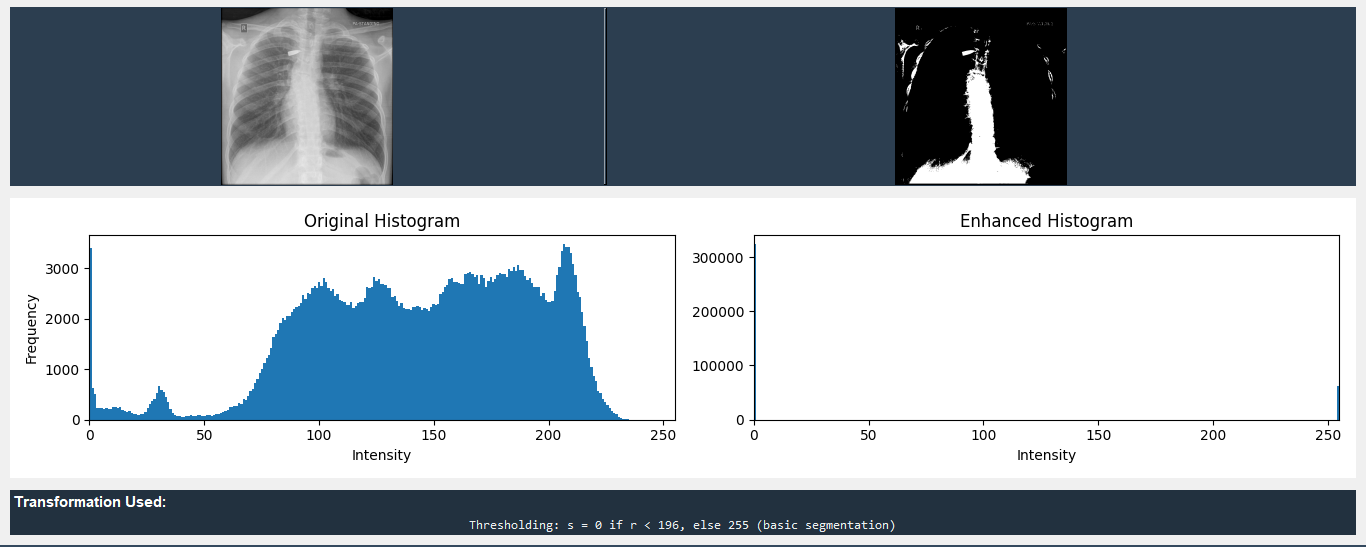 Original Histogram
Enhanced Histogram
Frequency
3000
2000
1000
0
0 50 100 150 200 250
Intensity
300000
200000
100000
0
0 50 100 150 200 250
Intensity
Transformation Used:
Thresholding: s = 0 if r < 196, else 255 (basic segmentation)